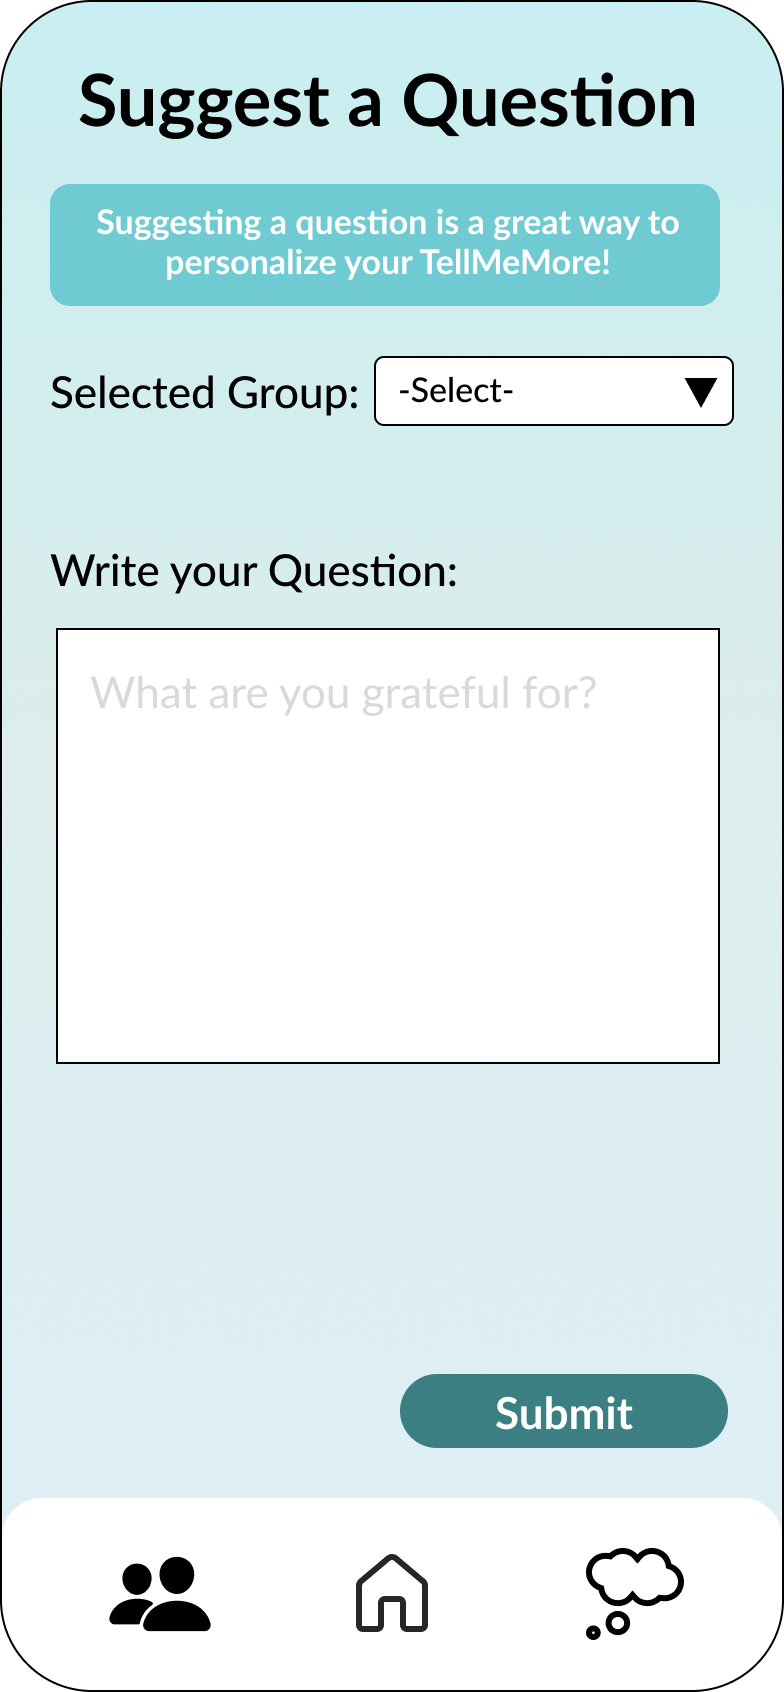 Suggest a Question
Suggesting a question is a great way to
personalize your TellMeMore!
Selected Group:
-Select-
Write your Question:
What are you grateful for?
Submit